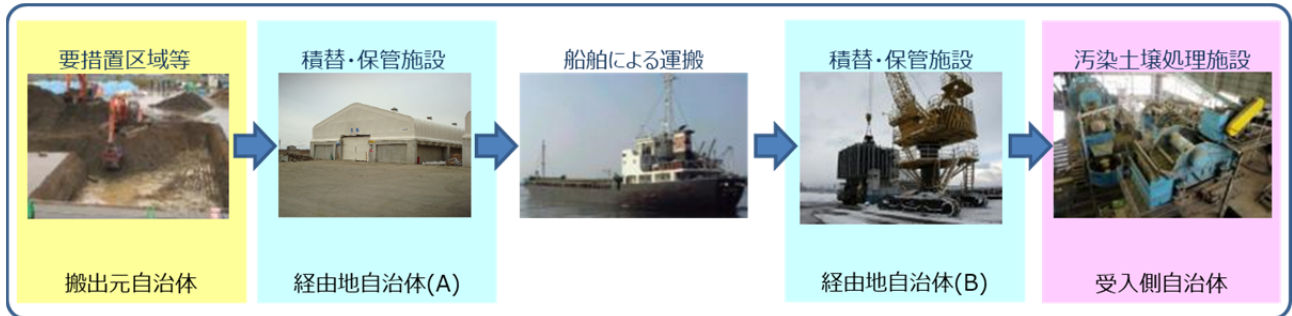 要措置区域等
積替・保管施設
船舶による運搬
積替・保管施設
汚染土壌処理施設
搬出元自治体
経由地自治体(A)
経由地自治体(B)
受入側自治体